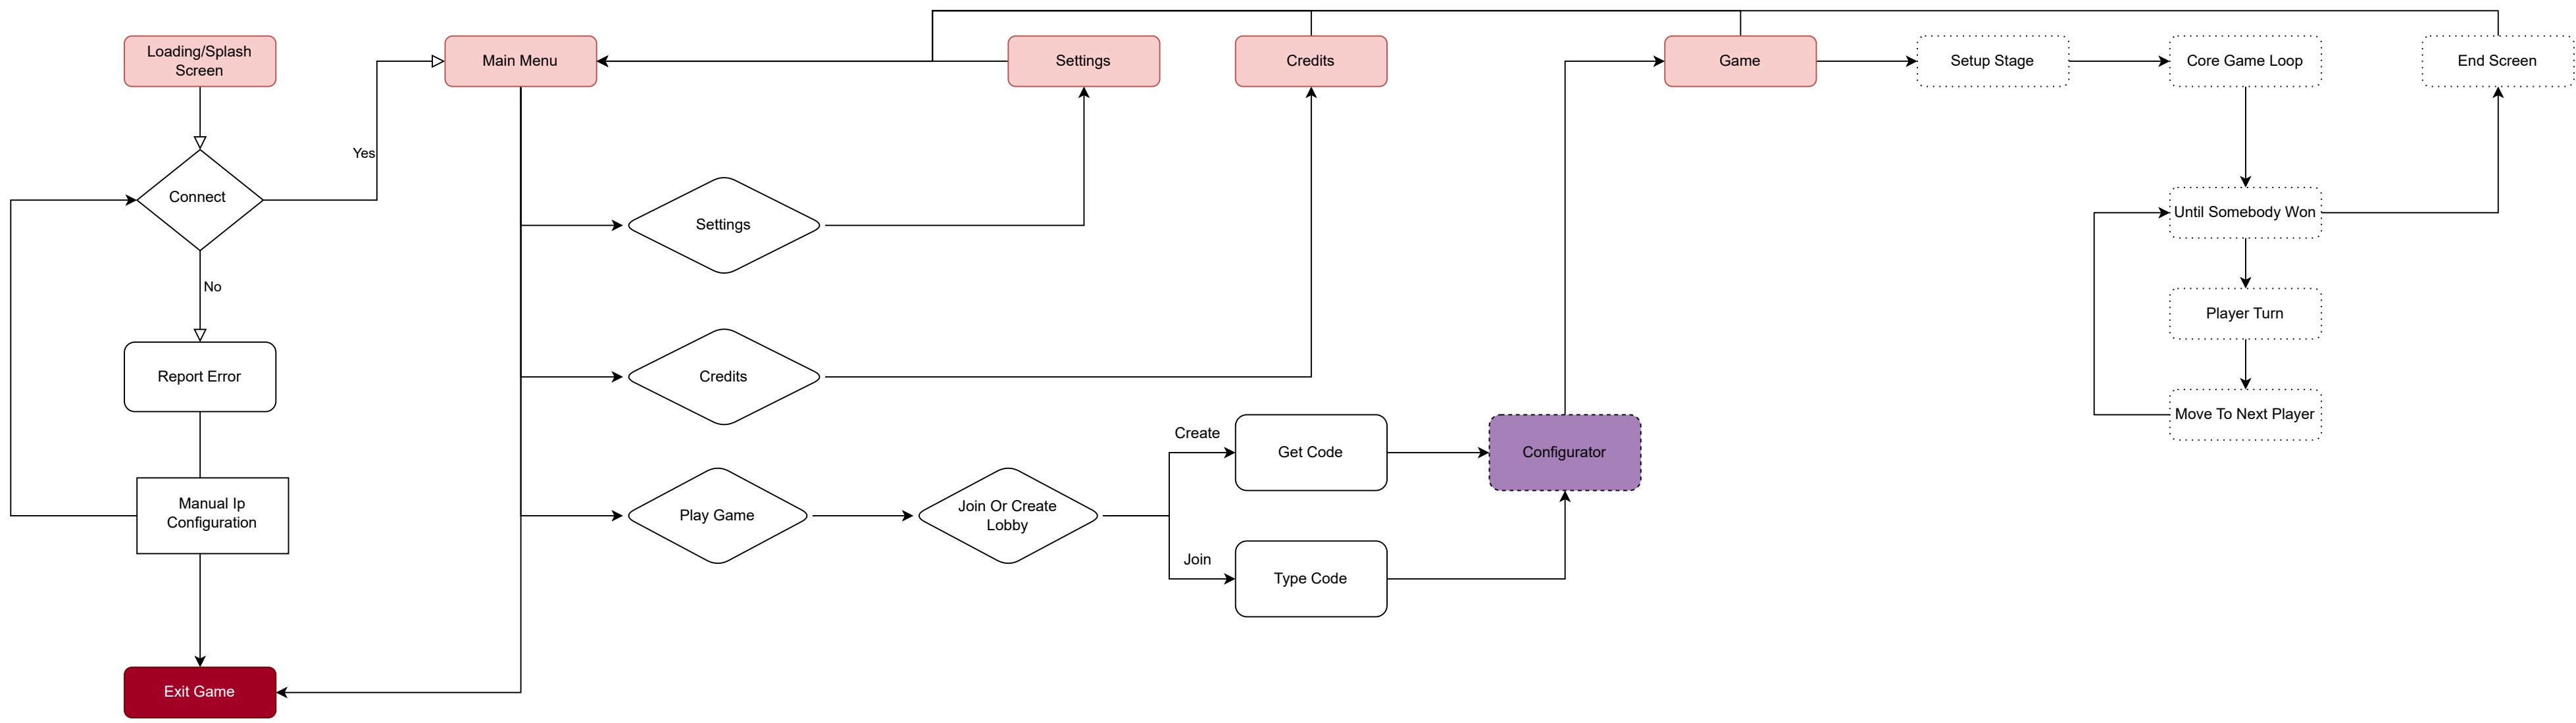 Loading/Splash
Screen
Main Menu
Settings
Credits
Game
Setup Stage
Core Game Loop
End Screen
Yes
Connect
Settings
Until Somebody Won
No
Player Turn
Report Error
Credits
Move To Next Player
Create
Get Code
Configurator
Manual Ip
Configuration
Play Game
Join Or Create
Lobby
Join
Type Code
Exit Game